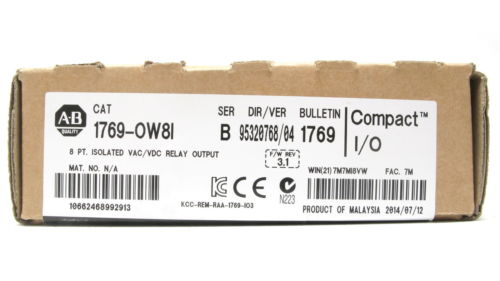 A-B
QUALITY
CAT
1769-OW8I
SER DIR/VER BULLETIN
B 95320768/04 1769
Compact™
I/O
8 PT. ISOLATED VAC/VDC RELAY OUTPUT
F/W REV
3.1
MAT. NO. N/A
WIN(21) 7M7MI8VW FAC. 7M
10662468992913
KCC-REM-RAA-1769-IO3
N223
PRODUCT OF MALAYSIA 2014/07/12